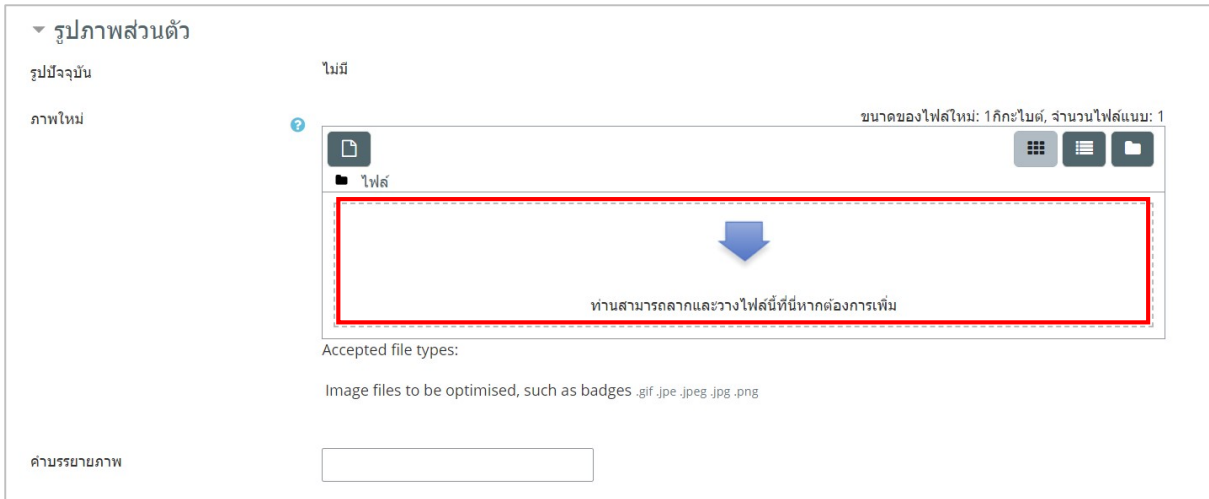 รูปภาพส่วนตัว
รูปปัจจุบัน
ไม่มี
ภาพใหม่
ขนาดของไฟล์ใหม่: 1กิกะไบต์, จำนวนไฟล์แนบ: 1
ไฟล์
ท่านสามารถลากและวางไฟล์นี้ที่นี่หากต้องการเพิ่ม
Accepted file types:
Image files to be optimised, such as badges .gif .jpe .jpeg .jpg .png
คำบรรยายภาพ